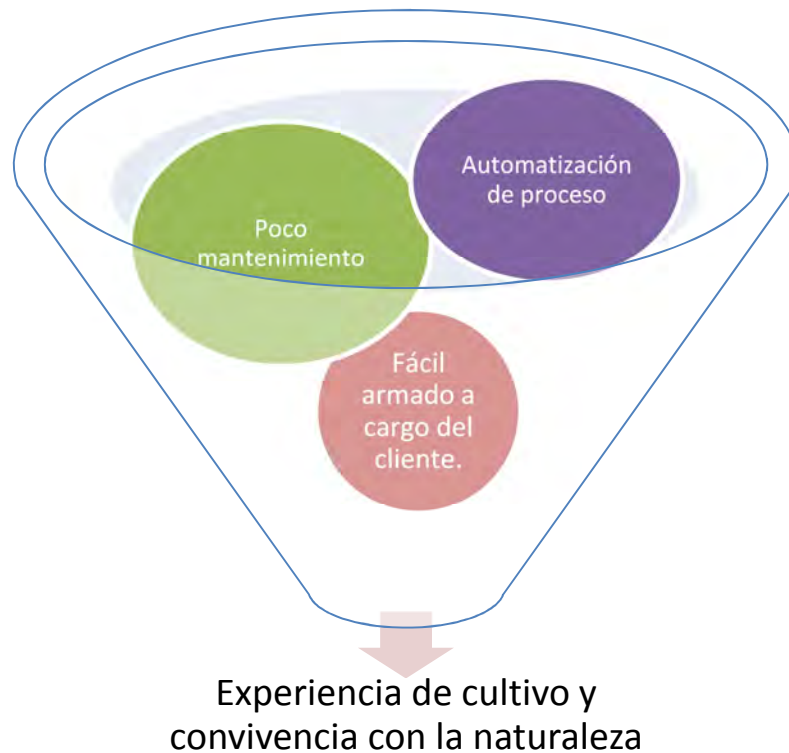 Automatización
de proceso
Poco
mantenimiento
Fácil
armado a
cargo del
cliente.
Experiencia de cultivo y
convivencia con la naturaleza